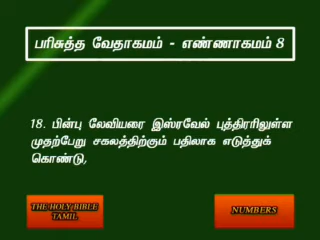 பரிசுத்த வேதாகமம் - எண்ணாகமம் 8
18. பின்பு லேவியரை இஸ்ரவேல் புத்திரரிலுள்ள
முதற்பேறு சகலத்திற்கும் பதிலாக எடுத்துக்
கொண்டு,
THE HOLY BIBLE
TAMIL
NUMBERS